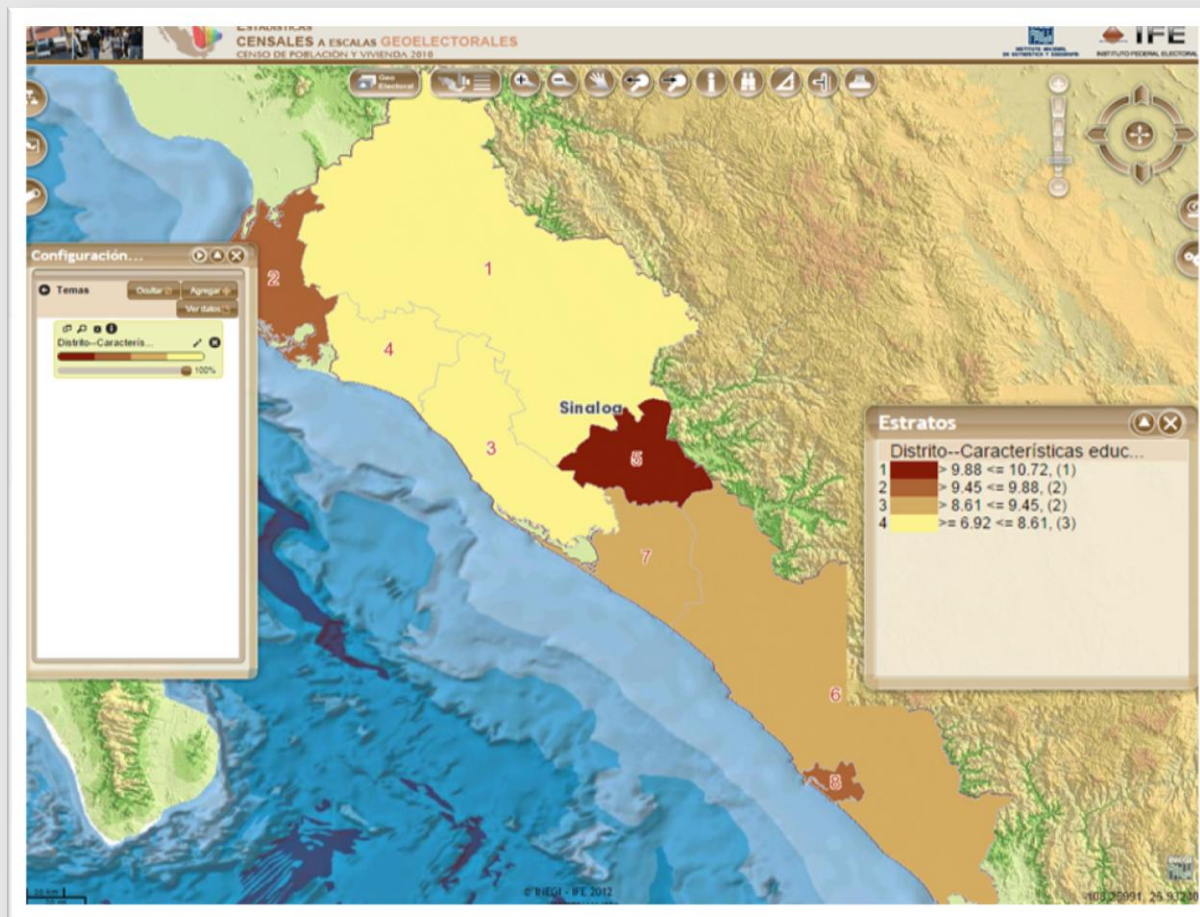 ESTADÍSTICAS
CENSALES A ESCALAS GEOELECTORALES
CENSO DE POBLACIÓN Y VIVIENDA 2010
IFE
INSTITUTO FEDERAL ELECTORAL
Geo
Electoral
Configuración...
Temas
Ocultar
Agregar
Ver datos
Distrito--Caracterís...
100%
2
1
4
Sinaloa
3
5
7
6
8
Estratos
Distrito--Características educ...
1 > 9.88 <= 10.72, (1)
2 > 9.45 <= 9.88, (2)
3 > 8.61 <= 9.45, (2)
4 >= 6.92 <= 8.61, (3)
© INEGI - IFE 2012